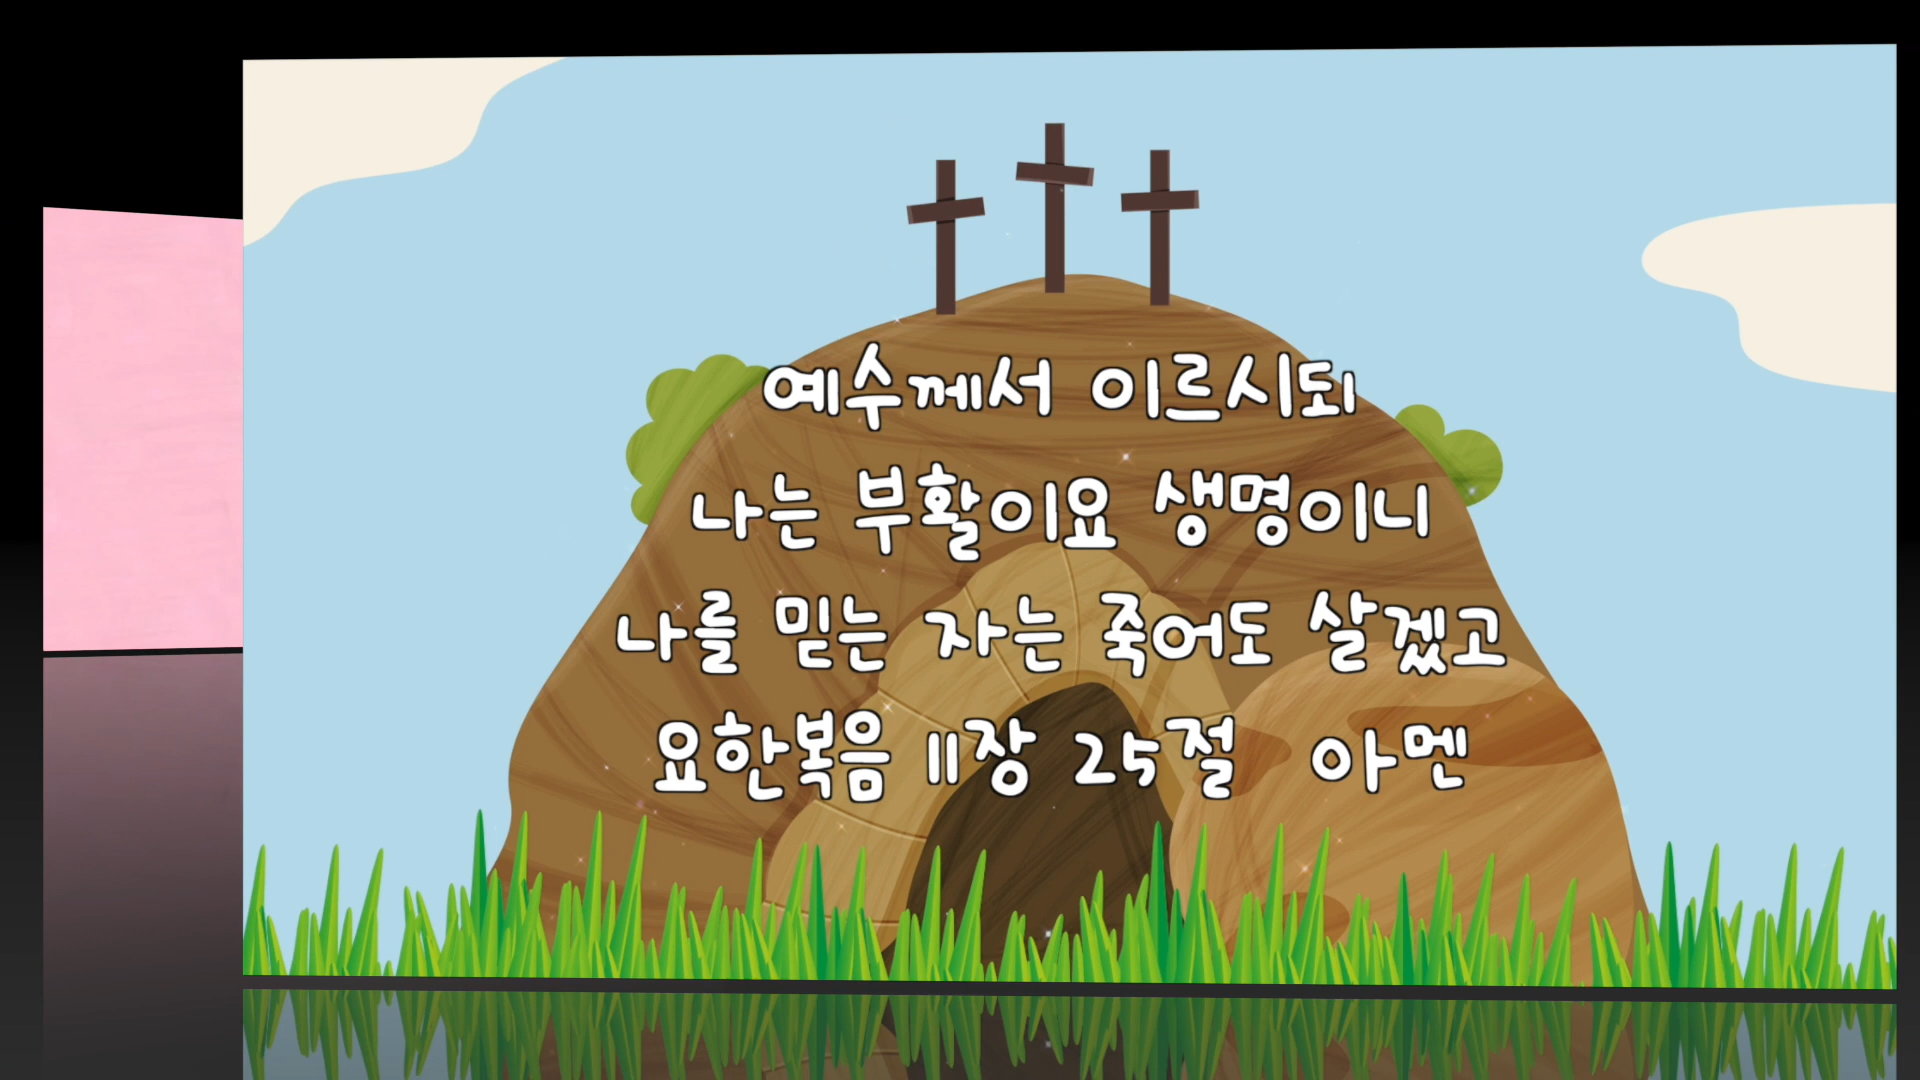 예수께서 이르시되
나는 부활이요 생명이니
나를 믿는 자는 죽어도 살겠고
요한복음 11장 25절 아멘